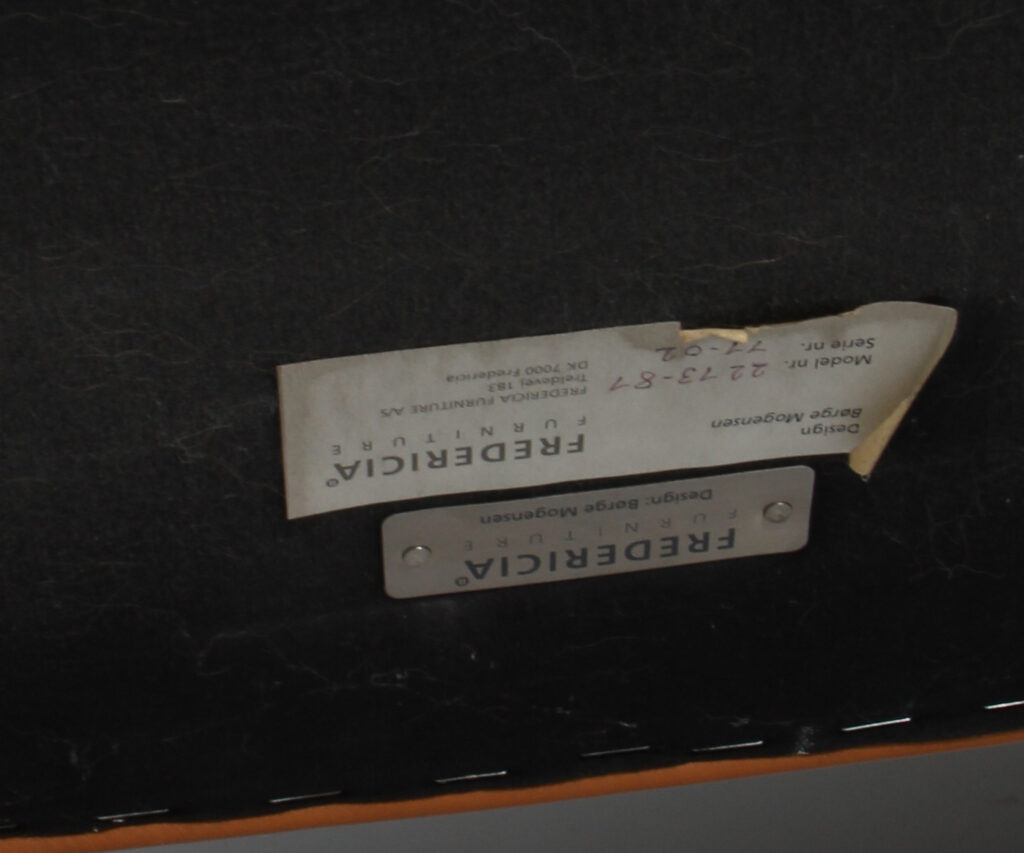 Design
Børge Mogensen
Model nr. 2273-81
Serie nr. 11-02
FREDERICIA®
FURNITURE
FREDERICIA FURNITURE A/S
Treldevej 183
DK 7000 Fredericia
FREDERICIA®
FURNITURE
Design: Børge Mogensen